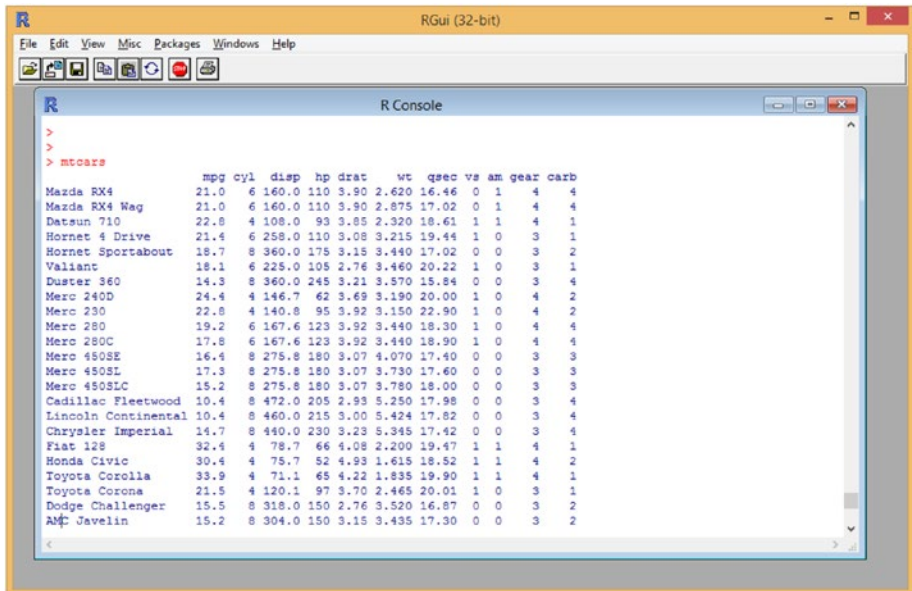 R RGui (32-bit)
File Edit View Misc Packages Windows Help
STOP
R R Console
>
>
> mtcars
mpg cyl disp hp drat wt qsec vs am gear carb
Mazda RX4 21.0 6 160.0 110 3.90 2.620 16.46 0 1 4 4
Mazda RX4 Wag 21.0 6 160.0 110 3.90 2.875 17.02 0 1 4 4
Datsun 710 22.8 4 108.0 93 3.85 2.320 18.61 1 1 4 1
Hornet 4 Drive 21.4 6 258.0 110 3.08 3.215 19.44 1 0 3 1
Hornet Sportabout 18.7 8 360.0 175 3.15 3.440 17.02 0 0 3 2
Valiant 18.1 6 225.0 105 2.76 3.460 20.22 1 0 3 1
Duster 360 14.3 8 360.0 245 3.21 3.570 15.84 0 0 3 4
Merc 240D 24.4 4 146.7 62 3.69 3.190 20.00 1 0 4 2
Merc 230 22.8 4 140.8 95 3.92 3.150 22.90 1 0 4 2
Merc 280 19.2 6 167.6 123 3.92 3.440 18.30 1 0 4 4
Merc 280C 17.8 6 167.6 123 3.92 3.440 18.90 1 0 4 4
Merc 450SE 16.4 8 275.8 180 3.07 4.070 17.40 0 0 3 3
Merc 450SL 17.3 8 275.8 180 3.07 3.730 17.60 0 0 3 3
Merc 450SLC 15.2 8 275.8 180 3.07 3.780 18.00 0 0 3 3
Cadillac Fleetwood 10.4 8 472.0 205 2.93 5.250 17.98 0 0 3 4
Lincoln Continental 10.4 8 460.0 215 3.00 5.424 17.82 0 0 3 4
Chrysler Imperial 14.7 8 440.0 230 3.23 5.345 17.42 0 0 3 4
Fiat 128 32.4 4 78.7 66 4.08 2.200 19.47 1 1 4 1
Honda Civic 30.4 4 75.7 52 4.93 1.615 18.52 1 1 4 2
Toyota Corolla 33.9 4 71.1 65 4.22 1.835 19.90 1 1 4 1
Toyota Corona 21.5 4 120.1 97 3.70 2.465 20.01 1 0 3 1
Dodge Challenger 15.5 8 318.0 150 2.76 3.520 16.87 0 0 3 2
AMC Javelin 15.2 8 304.0 150 3.15 3.435 17.30 0 0 3 2